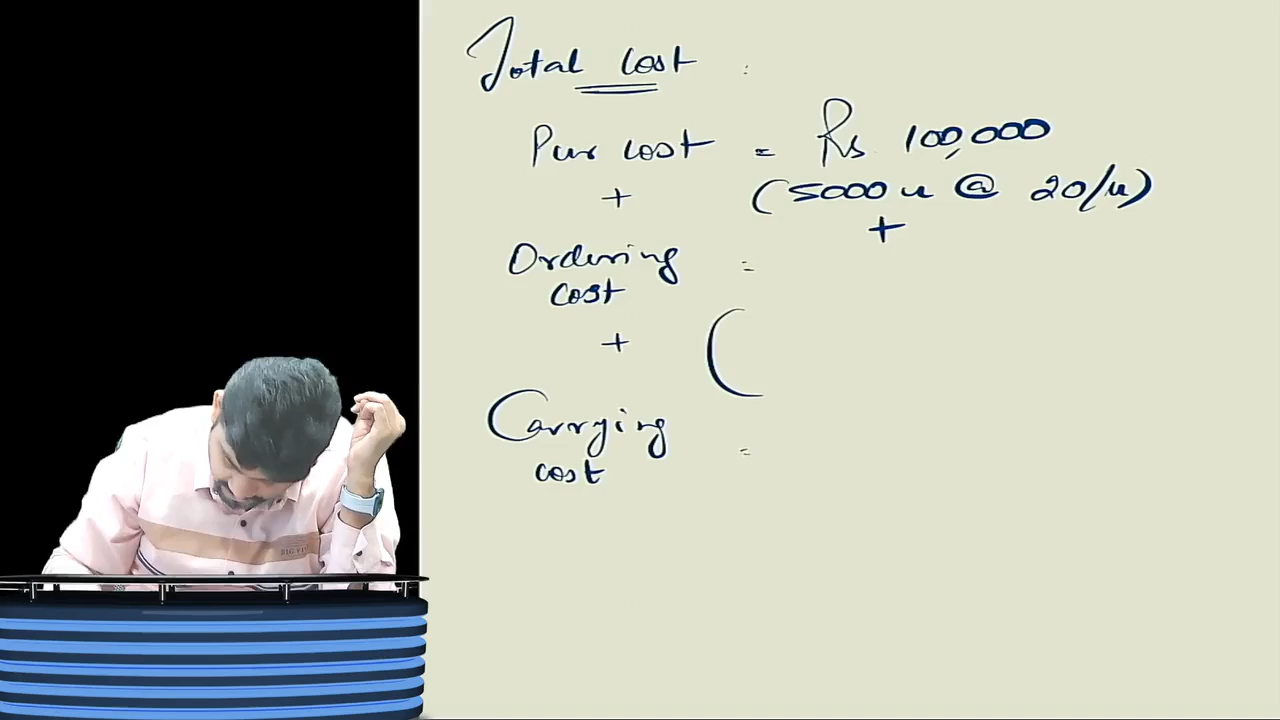 Total cost :
Pur cost = Rs 100,000
+ (5000 u @ 20/u)
+
Ordering =
cost
+ (
Carrying =
cost